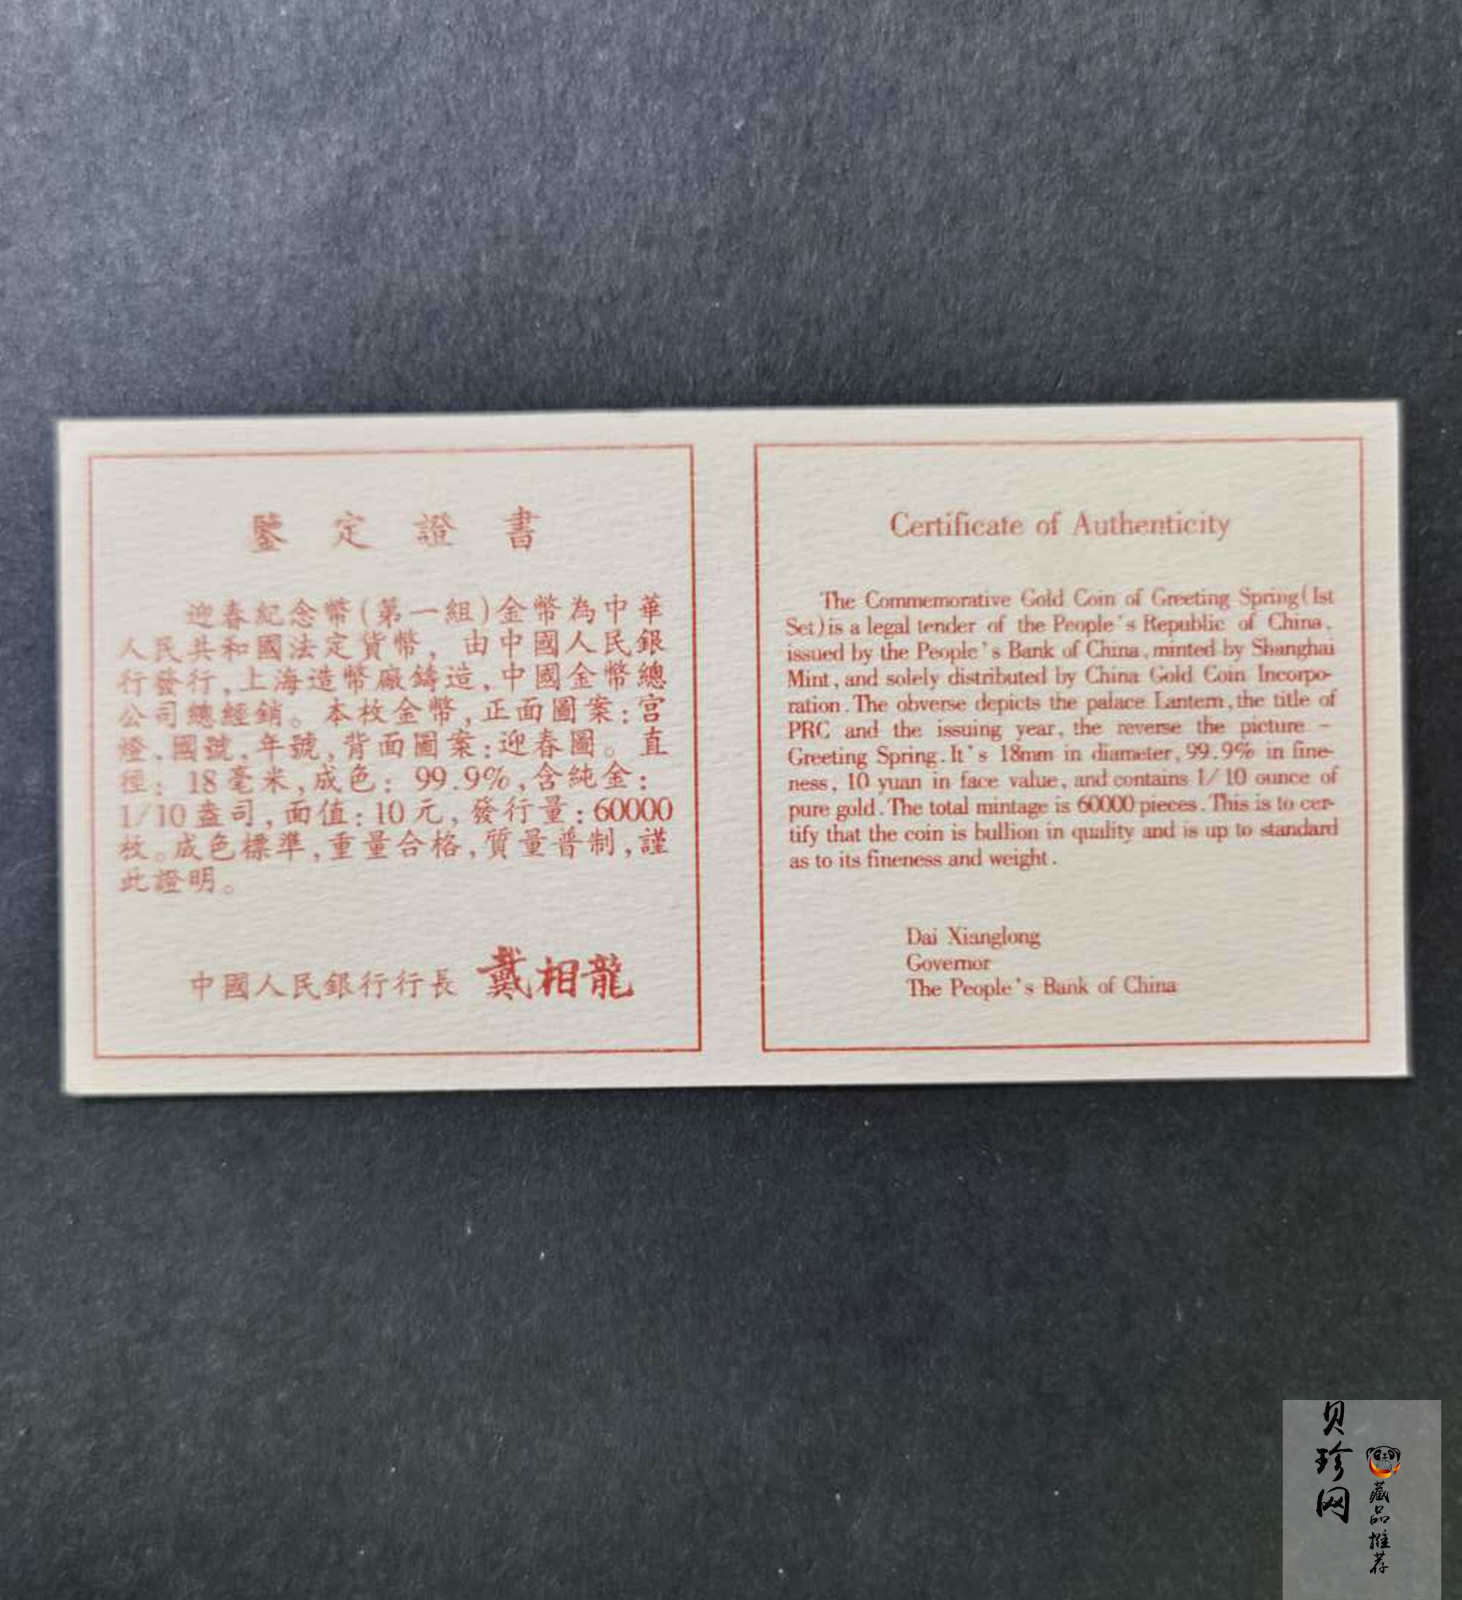 鑒定證書
迎春紀念幣(第一組)金幣為中華
人民共和國法定貨幣，由中國人民銀
行發行，上海造幣廠鑄造，中國金幣總
公司總經銷。本枚金幣，正面圖案：宮
燈、國號、年號，背面圖案：迎春圖。直
徑：18毫米，成色：99.9%，含純金：
1/10盎司，面值：10元，發行量：60000
枚。成色標準，重量合格，質量普制，謹
此證明。
中國人民銀行行長 戴相龍
Certificate of Authenticity
The Commemorative Gold Coin of Greeting Spring(1st
Set)is a legal tender of the People's Republic of China,
issued by the People's Bank of China,minted by Shanghai
Mint,and solely distributed by China Gold Coin Incorpo-
ration.The obverse depicts the palace Lantern,the title of
PRC and the issuing year,the reverse the picture -
Greeting Spring.It's 18mm in diameter,99.9% in fine-
ness, 10 yuan in face value, and contains 1/10 ounce of
pure gold.The total mintage is 60000 pieces.This is to cer-
tify that the coin is bullion in quality and is up to standard
as to its fineness and weight.
Dai Xianglong
Governor
The People's Bank of China
贝珍网
藏品推荐